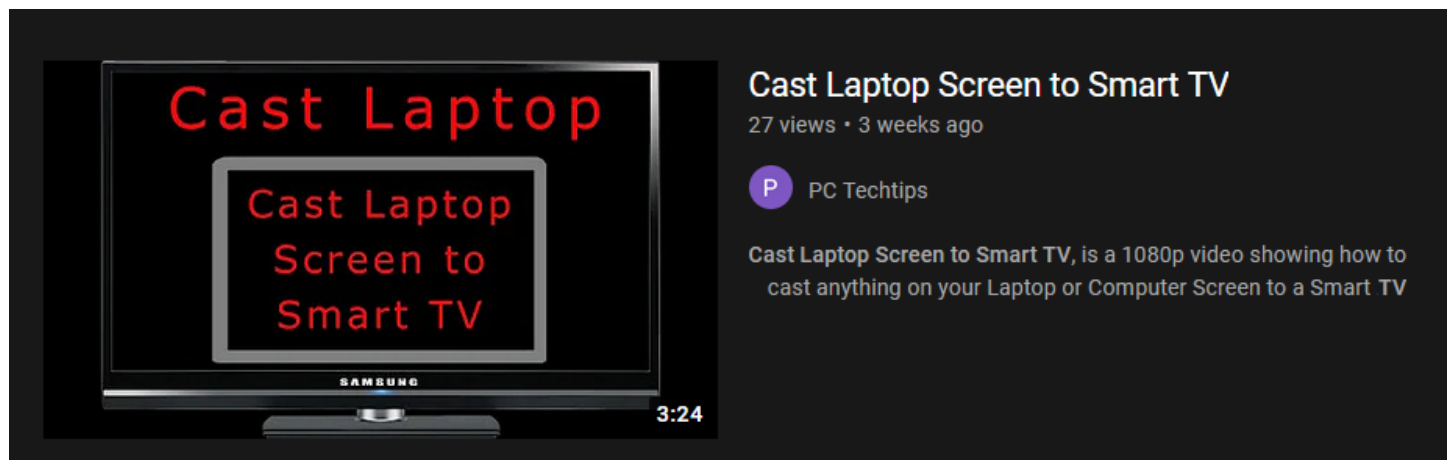 Cast Laptop
Cast Laptop
Screen to
Smart TV
SAMSUNG
3:24
Cast Laptop Screen to Smart TV
27 views • 3 weeks ago
P
PC Techtips
Cast Laptop Screen to Smart TV, is a 1080p video showing how to
cast anything on your Laptop or Computer Screen to a Smart TV